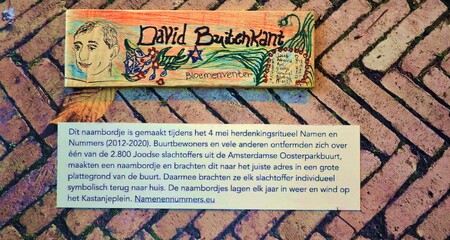 David Buitenkant
Bloemenventer
Dit naambordje is gemaakt tijdens het 4 mei herdenkingsritueel Namen en
Nummers (2012-2020). Buurtbewoners en vele anderen ontfermden zich over
één van de 2.800 Joodse slachtoffers uit de Amsterdamse Oosterparkbuurt,
maakten een naambordje en brachten dit naar het juiste adres in een grote
plattegrond van de buurt. Daarmee brachten ze elk slachtoffer individueel
symbolisch terug naar huis. De naambordjes lagen elk jaar in weer en wind op
het Kastanjeplein. Namenennummers.eu